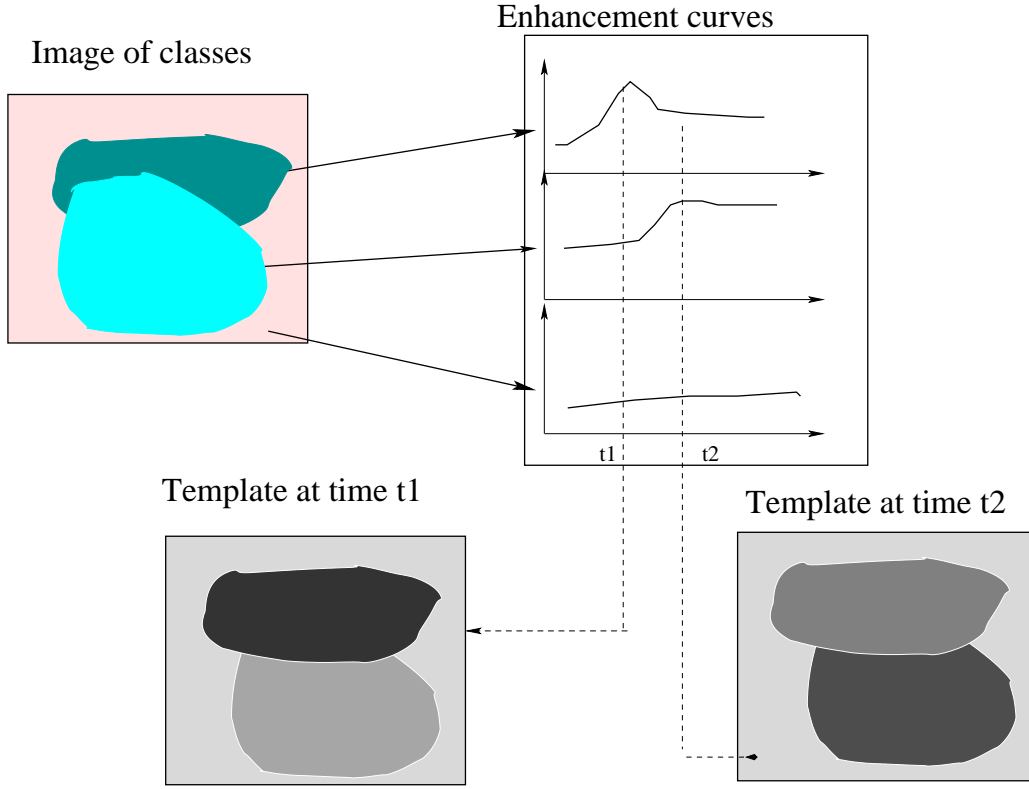 Enhancement curves
Image of classes
t1
t2
Template at time t1
Template at time t2